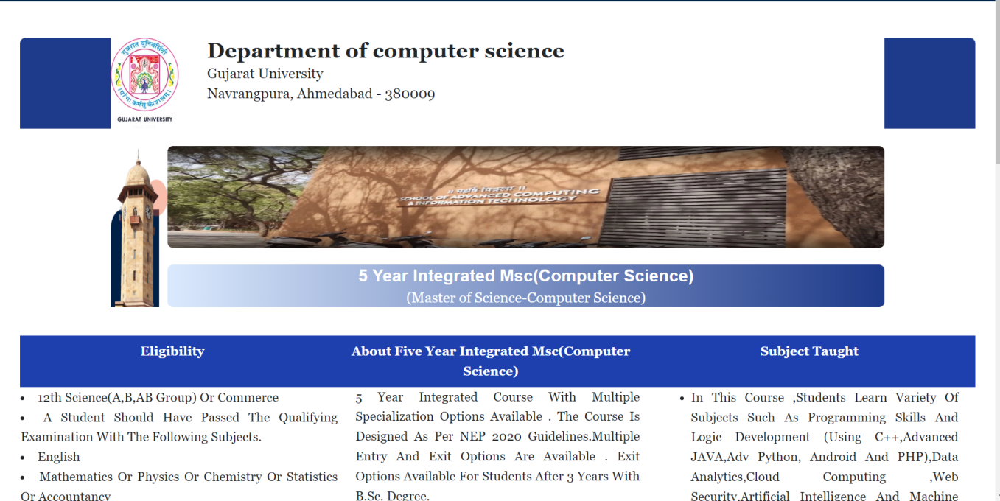 गुजरात युनिवर्सिटी
GUJARAT UNIVERSITY
Department of computer science
Gujarat University
Navrangpura, Ahmedabad - 380009
SCHOOL OF ADVANCED COMPUTING
& INFORMATION TECHNOLOGY
5 Year Integrated Msc(Computer Science)
(Master of Science-Computer Science)
Eligibility
• 12th Science(A,B,AB Group) Or Commerce
• A Student Should Have Passed The Qualifying
Examination With The Following Subjects.
• English
• Mathematics Or Physics Or Chemistry Or Statistics
Or Accountancy
About Five Year Integrated Msc(Computer
Science)
5 Year Integrated Course With Multiple
Specialization Options Available . The Course Is
Designed As Per NEP 2020 Guidelines.Multiple
Entry And Exit Options Are Available . Exit
Options Available For Students After 3 Years With
B.Sc. Degree.
Subject Taught
• In This Course ,Students Learn Variety Of
Subjects Such As Programming Skills And
Logic Development (Using C++,Advanced
JAVA,Adv Python, Android And PHP),Data
Analytics,Cloud Computing ,Web
Security,Artificial Intelligence And Machine